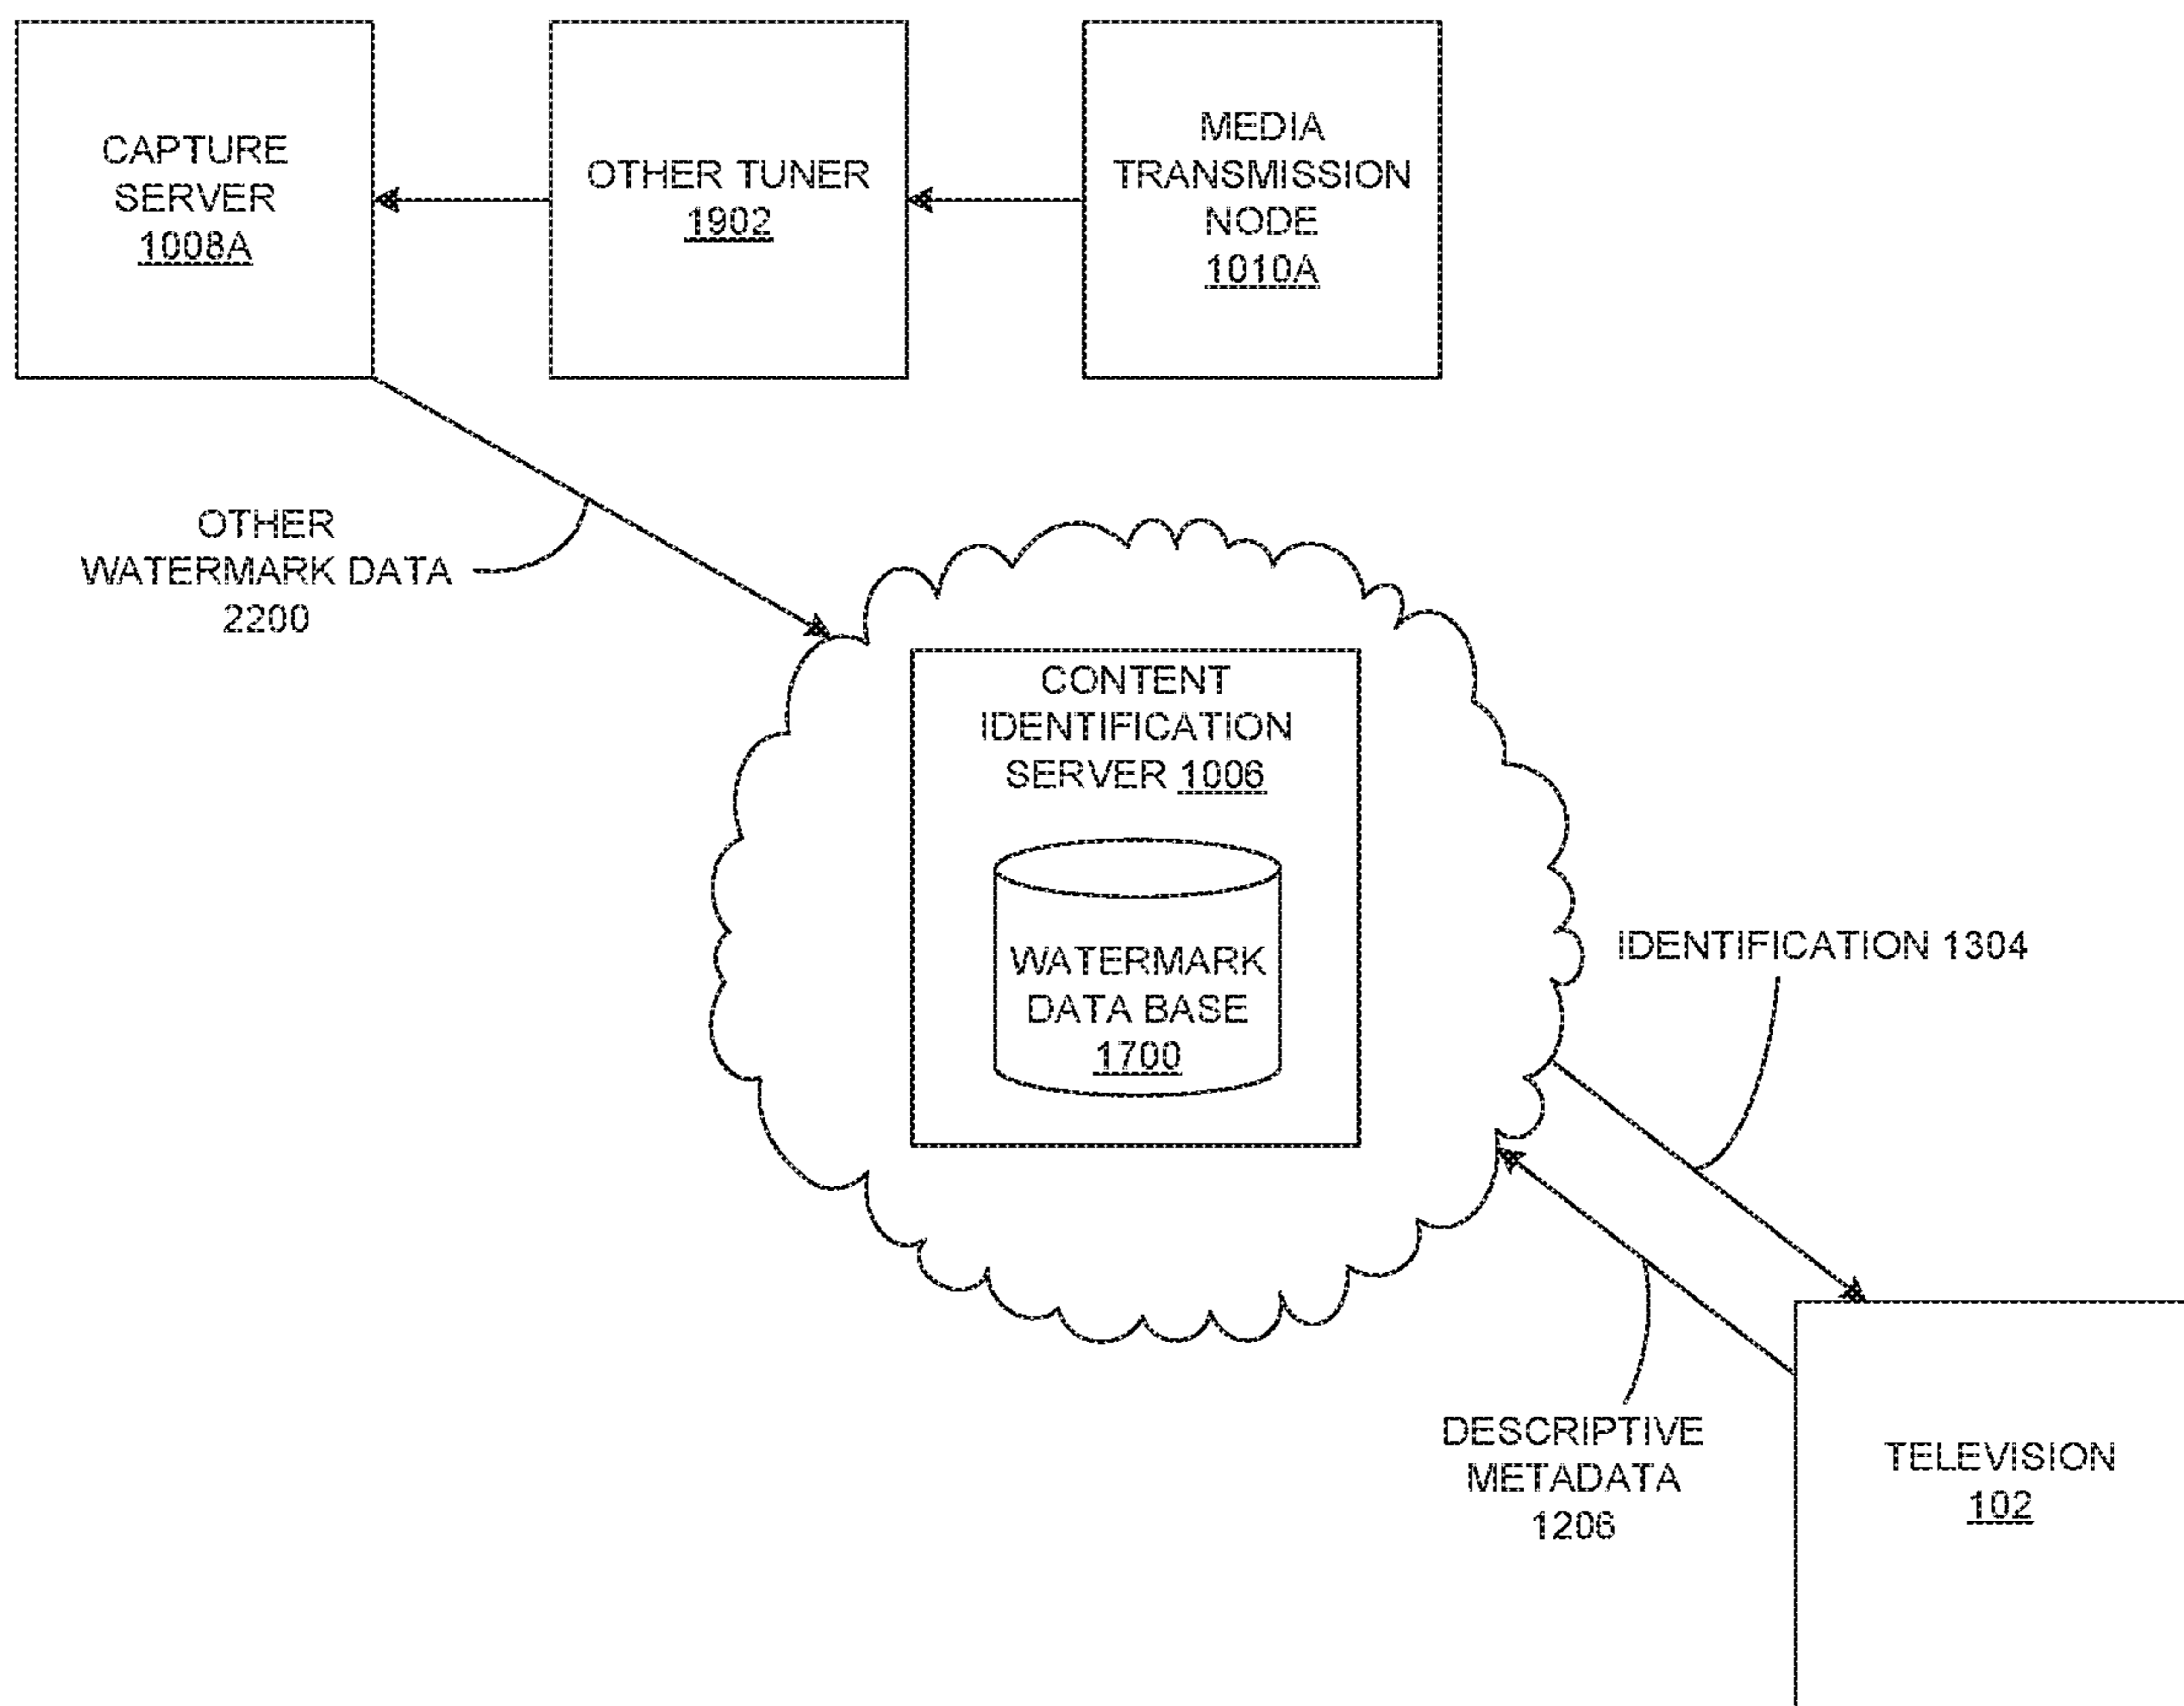 CAPTURE
SERVER
1008A
OTHER TUNER
1902
MEDIA
TRANSMISSION
NODE
1010A
OTHER
WATERMARK DATA
2200
CONTENT
IDENTIFICATION
SERVER 1006
WATERMARK
DATA BASE
1700
IDENTIFICATION 1304
DESCRIPTIVE
METADATA
1206
TELEVISION
102